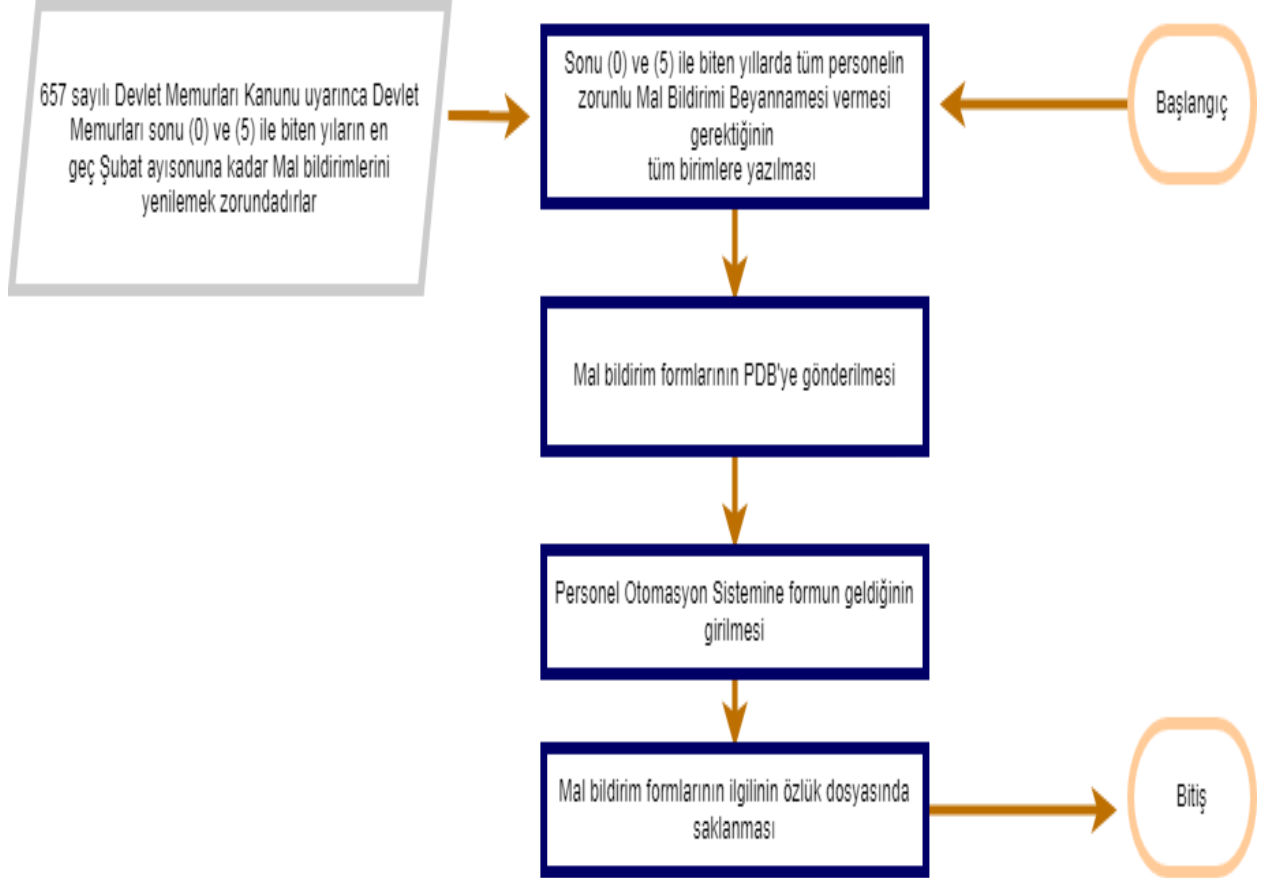 657 sayılı Devlet Memurları Kanunu uyarınca Devlet
Memurları sonu (0) ve (5) ile biten yıların en
geç Şubat ayısonuna kadar Mal bildirimlerini
yenilemek zorundadırlar
Sonu (0) ve (5) ile biten yıllarda tüm personelin
zorunlu Mal Bildirimi Beyannamesi vermesi
gerektiğinin
tüm birimlere yazılması
Başlangıç
Mal bildirim formlarının PDB'ye gönderilmesi
Personel Otomasyon Sistemine formun geldiğinin
girilmesi
Mal bildirim formlarının ilgilinin özlük dosyasında
saklanması
Bitiş